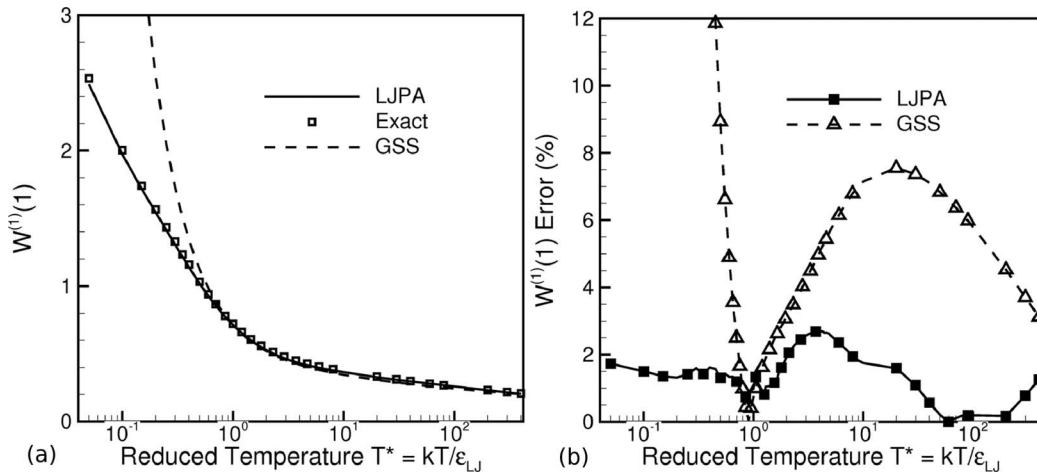 3
2
1
0
W⁽¹⁾(1)
LJPA
Exact
GSS
10⁻¹ 10⁰ 10¹ 10²
(a) Reduced Temperature T* = kT/ε_LJ
12
10
8
6
4
2
0
W⁽¹⁾(1) Error (%)
LJPA
GSS
10⁻¹ 10⁰ 10¹ 10²
(b) Reduced Temperature T* = kT/ε_LJ